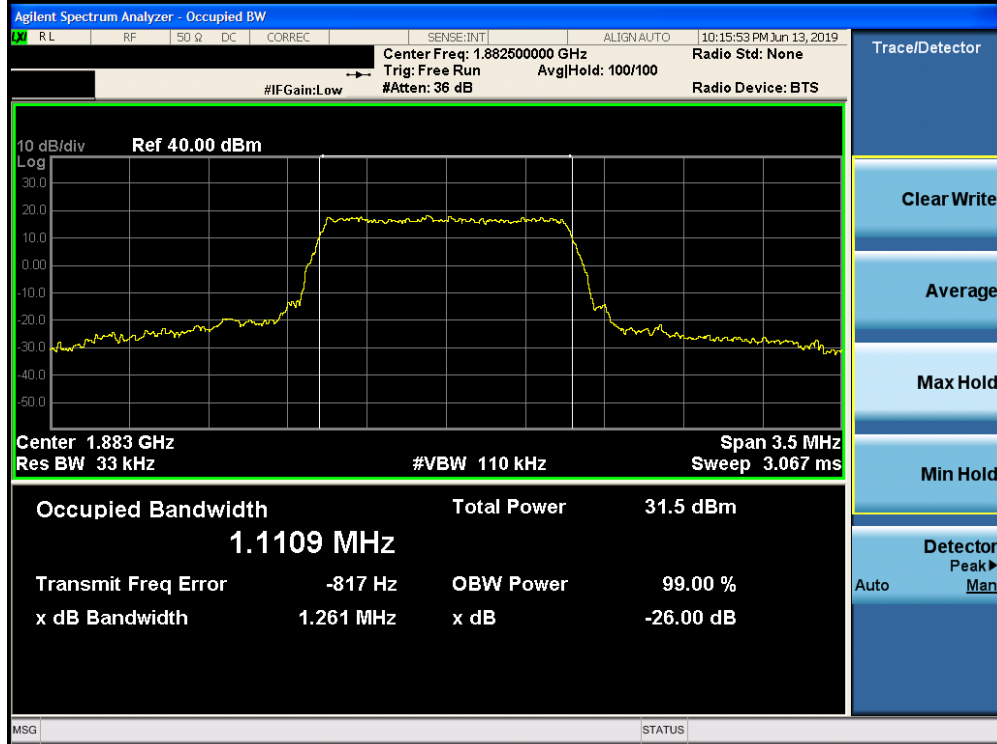 Agilent Spectrum Analyzer - Occupied BW
LXI RL RF 50 Ω DC CORREC SENSE:INT ALIGN AUTO 10:15:53 PM Jun 13, 2019
Trace/Detector
Center Freq: 1.882500000 GHz Radio Std: None
Trig: Free Run Avg|Hold: 100/100
#IFGain:Low #Atten: 36 dB Radio Device: BTS
10 dB/div Ref 40.00 dBm
Log
30.0
20.0
10.0
0.00
-10.0
-20.0
-30.0
-40.0
-50.0
Center 1.883 GHz Span 3.5 MHz
Res BW 33 kHz #VBW 110 kHz Sweep 3.067 ms
Occupied Bandwidth Total Power 31.5 dBm
1.1109 MHz
Transmit Freq Error -817 Hz OBW Power 99.00 %
x dB Bandwidth 1.261 MHz x dB -26.00 dB
Clear Write
Average
Max Hold
Min Hold
Detector
Peak▶
Auto Man
MSG STATUS